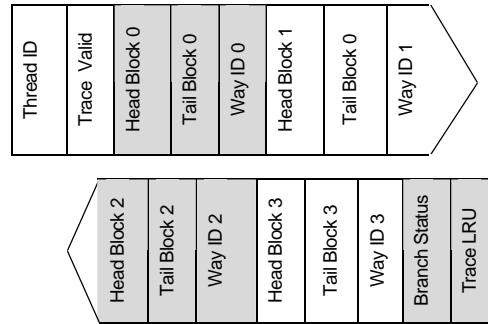 Thread ID
Trace Valid
Head Block 0
Tail Block 0
Way ID 0
Head Block 1
Tail Block 0
Way ID 1
Head Block 2
Tail Block 2
Way ID 2
Head Block 3
Tail Block 3
Way ID 3
Branch Status
Trace LRU